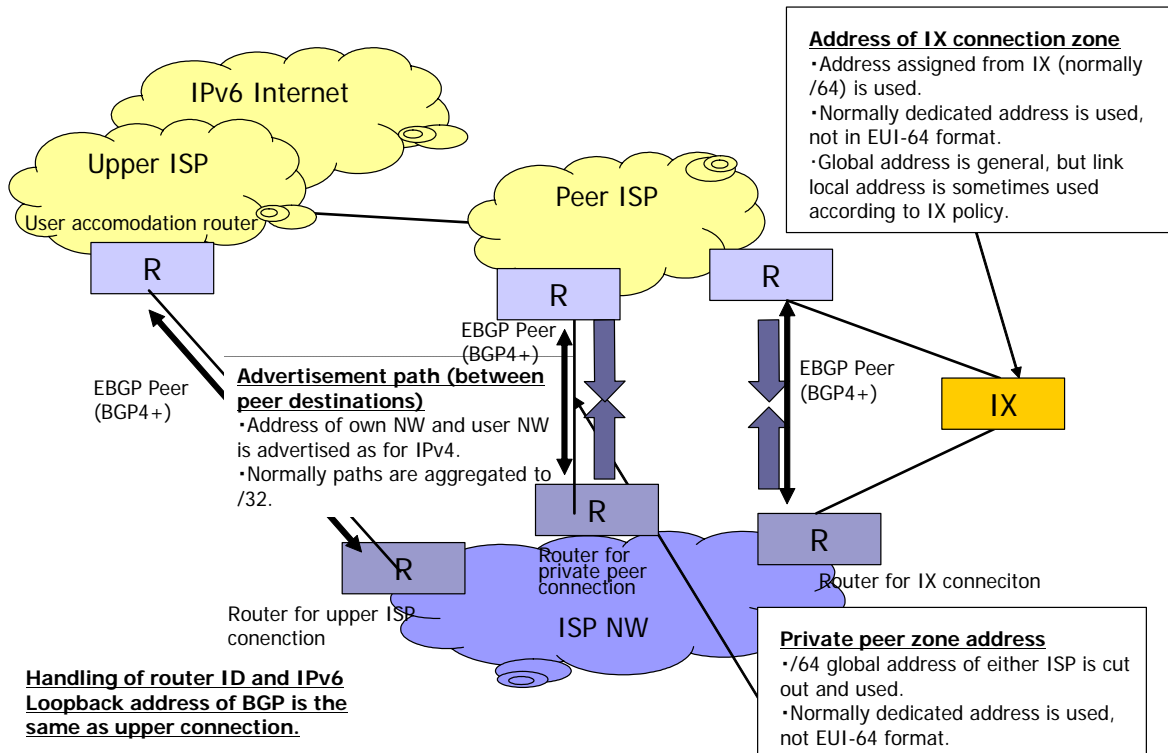 IPv6 Internet
Upper ISP
User accomodation router
R
Peer ISP
R
R
Address of IX connection zone
・Address assigned from IX (normally
/64) is used.
・Normally dedicated address is used,
not in EUI-64 format.
・Global address is general, but link
local address is sometimes used
according to IX policy.
EBGP Peer
(BGP4+)
EBGP Peer
(BGP4+)
EBGP Peer
(BGP4+)
IX
Advertisement path (between
peer destinations)
・Address of own NW and user NW
is advertised as for IPv4.
・Normally paths are aggregated to
/32.
R
R
R
Router for
private peer
connection
Router for IX conneciton
Router for upper ISP
conenction
ISP NW
Handling of router ID and IPv6
Loopback address of BGP is the
same as upper connection.
Private peer zone address
・/64 global address of either ISP is cut
out and used.
・Normally dedicated address is used,
not EUI-64 format.